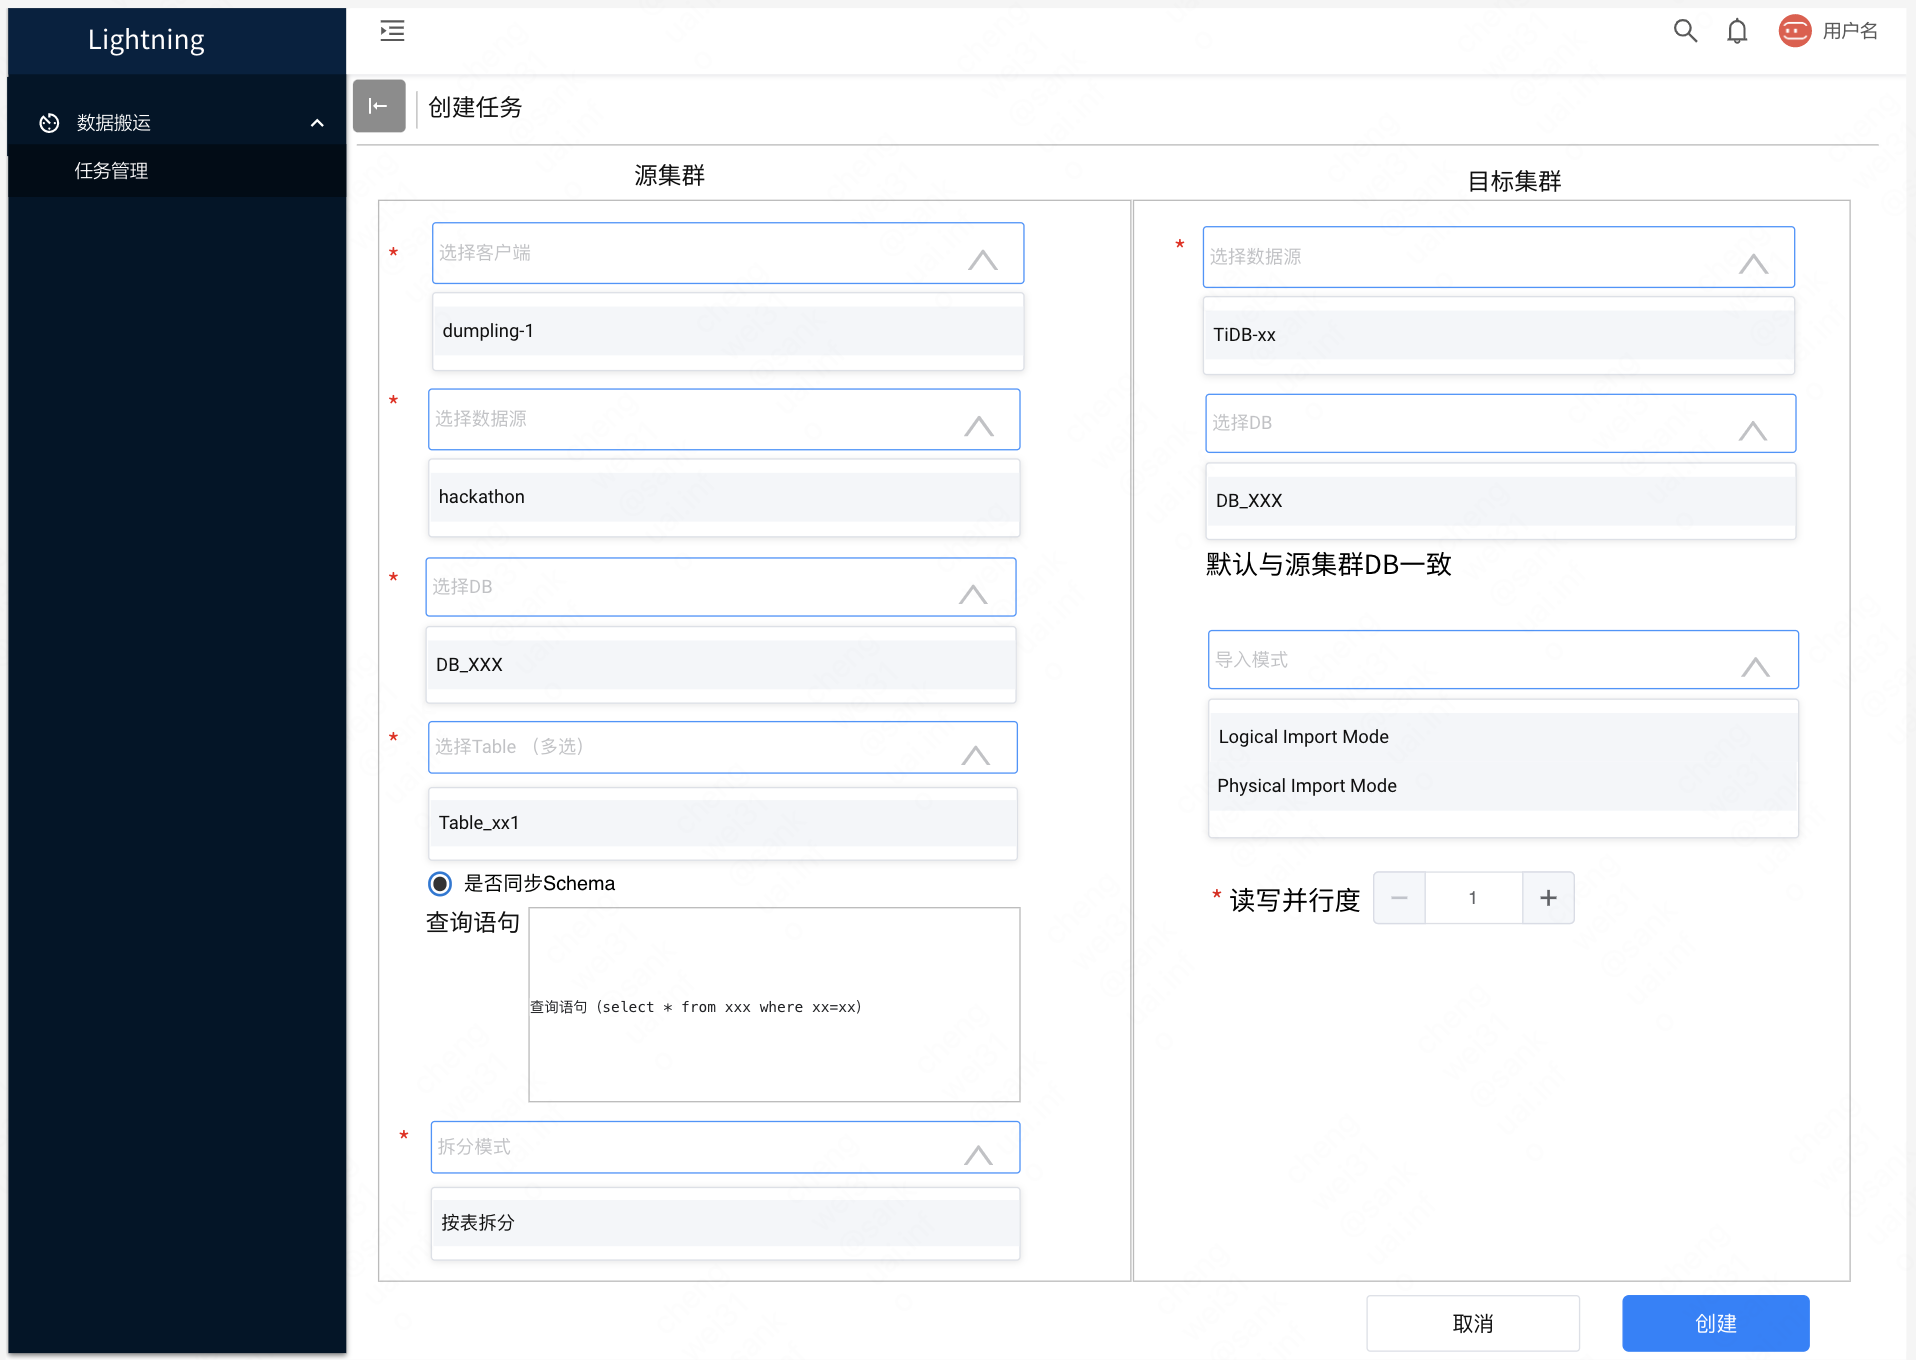 Lightning
用户名
数据搬运
任务管理
创建任务
源集群
* 选择客户端
dumpling-1
* 选择数据源
hackathon
* 选择DB
DB_XXX
* 选择Table （多选）
Table_xx1
是否同步Schema
查询语句
查询语句（select * from xxx where xx=xx）
* 拆分模式
按表拆分
目标集群
* 选择数据源
TiDB-xx
选择DB
DB_XXX
默认与源集群DB一致
导入模式
Logical Import Mode
Physical Import Mode
* 读写并行度 − 1 +
取消
创建